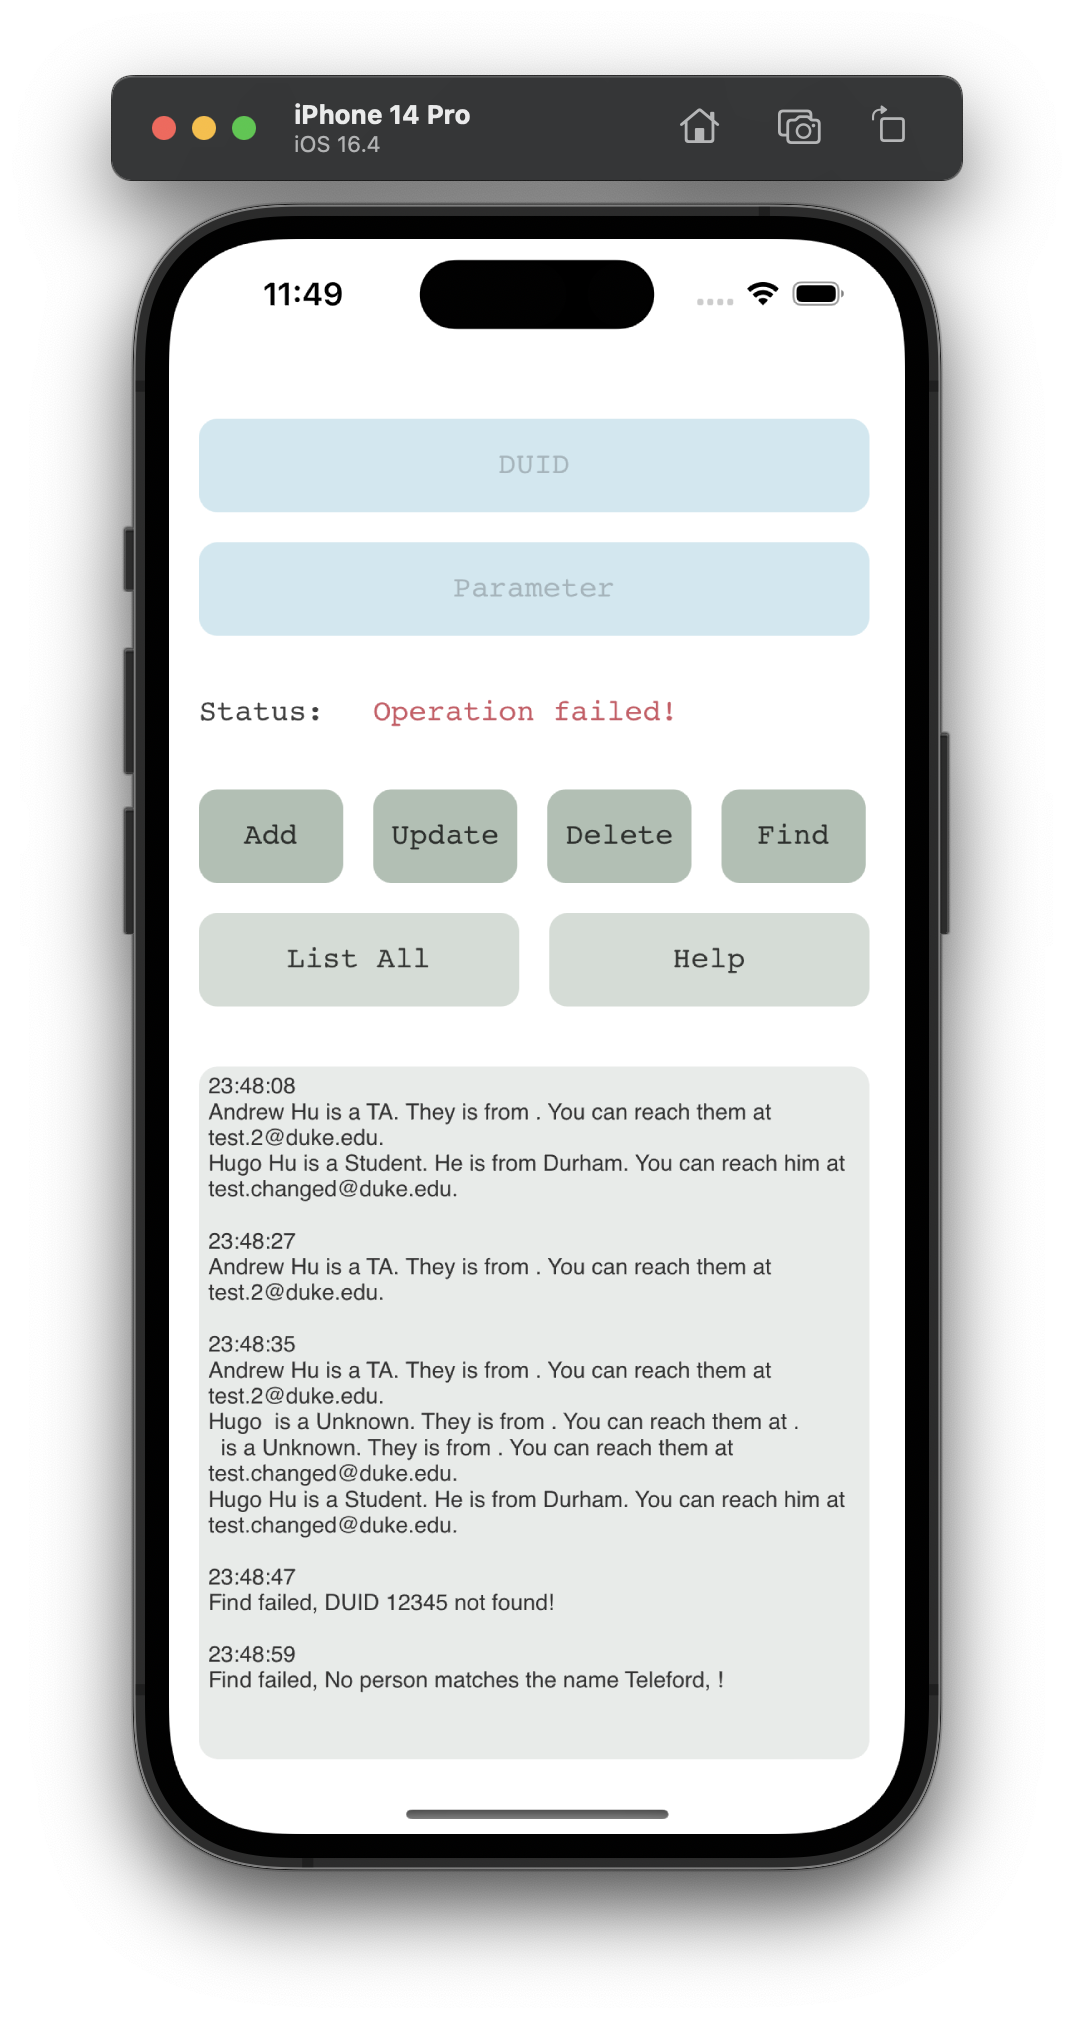 iPhone 14 Pro
iOS 16.4
11:49
DUID
Parameter
Status: Operation failed!
Add Update Delete Find
List All Help
23:48:08
Andrew Hu is a TA. They is from . You can reach them at
test.2@duke.edu.
Hugo Hu is a Student. He is from Durham. You can reach him at
test.changed@duke.edu.
23:48:27
Andrew Hu is a TA. They is from . You can reach them at
test.2@duke.edu.
23:48:35
Andrew Hu is a TA. They is from . You can reach them at
test.2@duke.edu.
Hugo  is a Unknown. They is from . You can reach them at .
is a Unknown. They is from . You can reach them at
test.changed@duke.edu.
Hugo Hu is a Student. He is from Durham. You can reach him at
test.changed@duke.edu.
23:48:47
Find failed, DUID 12345 not found!
23:48:59
Find failed, No person matches the name Teleford, !